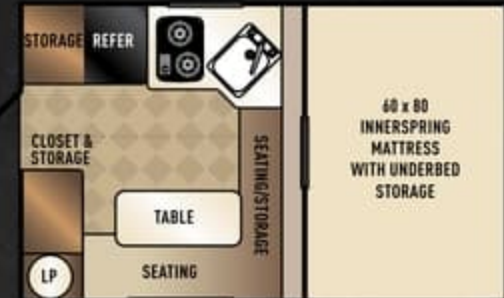 STORAGE
REFER
60 x 80
INNERSPRING
MATTRESS
WITH UNDERBED
STORAGE
CLOSET &
STORAGE
SEATING/STORAGE
TABLE
LP
SEATING